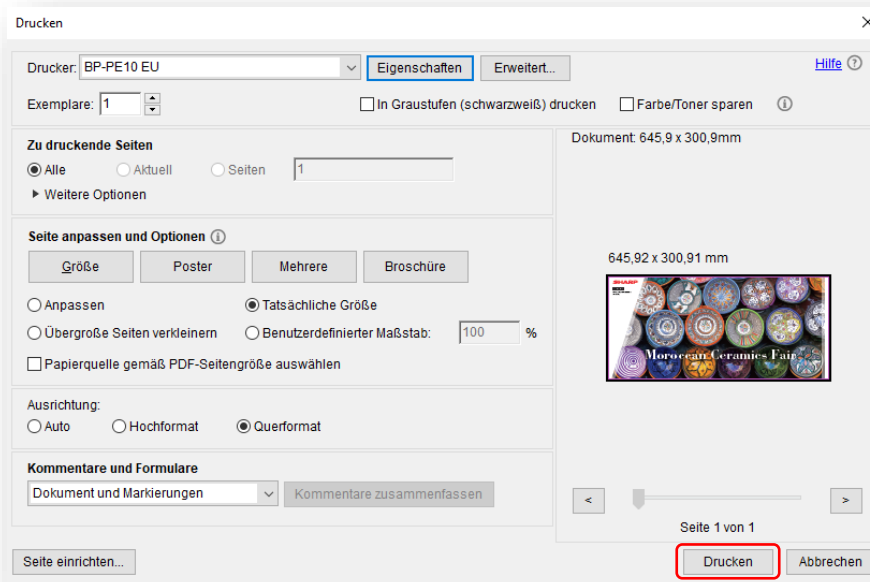 Drucken
Drucker: BP-PE10 EU Eigenschaften Erweitert... Hilfe
Exemplare: 1 In Graustufen (schwarzweiß) drucken Farbe/Toner sparen
Zu druckende Seiten
Alle Aktuell Seiten 1
Weitere Optionen
Seite anpassen und Optionen
Größe Poster Mehrere Broschüre
Anpassen Tatsächliche Größe
Übergroße Seiten verkleinern Benutzerdefinierter Maßstab: 100 %
Papierquelle gemäß PDF-Seitengröße auswählen
Ausrichtung:
Auto Hochformat Querformat
Kommentare und Formulare
Dokument und Markierungen Kommentare zusammenfassen
Dokument: 645,9 x 300,9mm
645,92 x 300,91 mm
SHARP
Moroccan Ceramics Fair
< >
Seite 1 von 1
Seite einrichten... Drucken Abbrechen